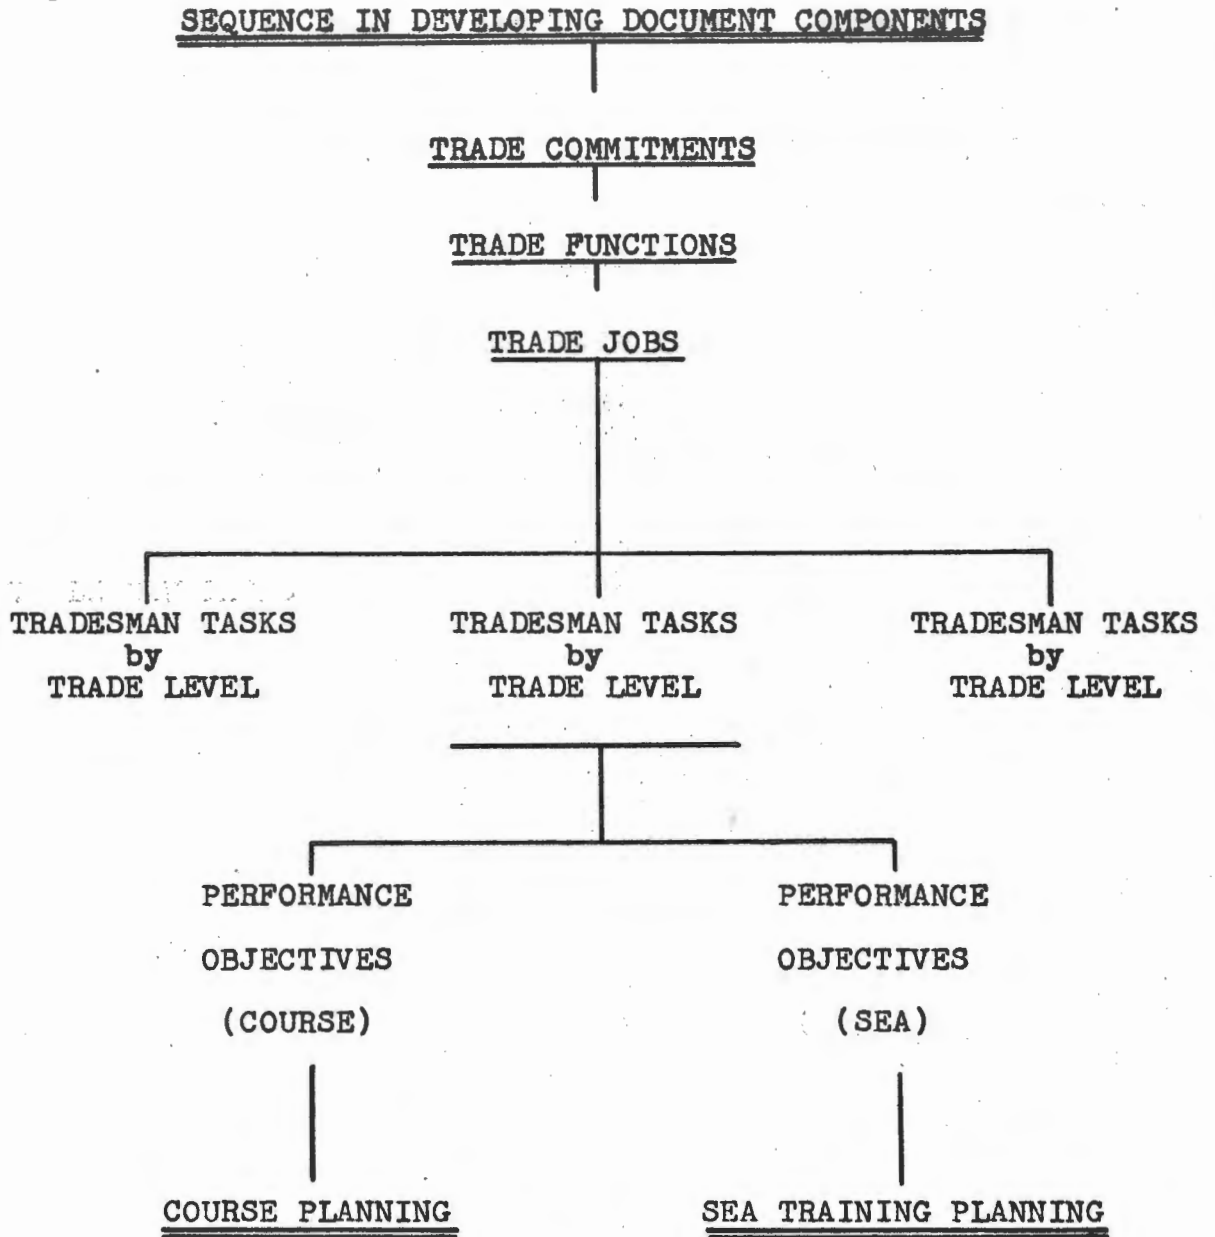 SEQUENCE IN DEVELOPING DOCUMENT COMPONENTS
TRADE COMMITMENTS
TRADE FUNCTIONS
TRADE JOBS
TRADESMAN TASKS
by
TRADE LEVEL
TRADESMAN TASKS
by
TRADE LEVEL
TRADESMAN TASKS
by
TRADE LEVEL
PERFORMANCE
OBJECTIVES
(COURSE)
PERFORMANCE
OBJECTIVES
(SEA)
COURSE PLANNING
SEA TRAINING PLANNING